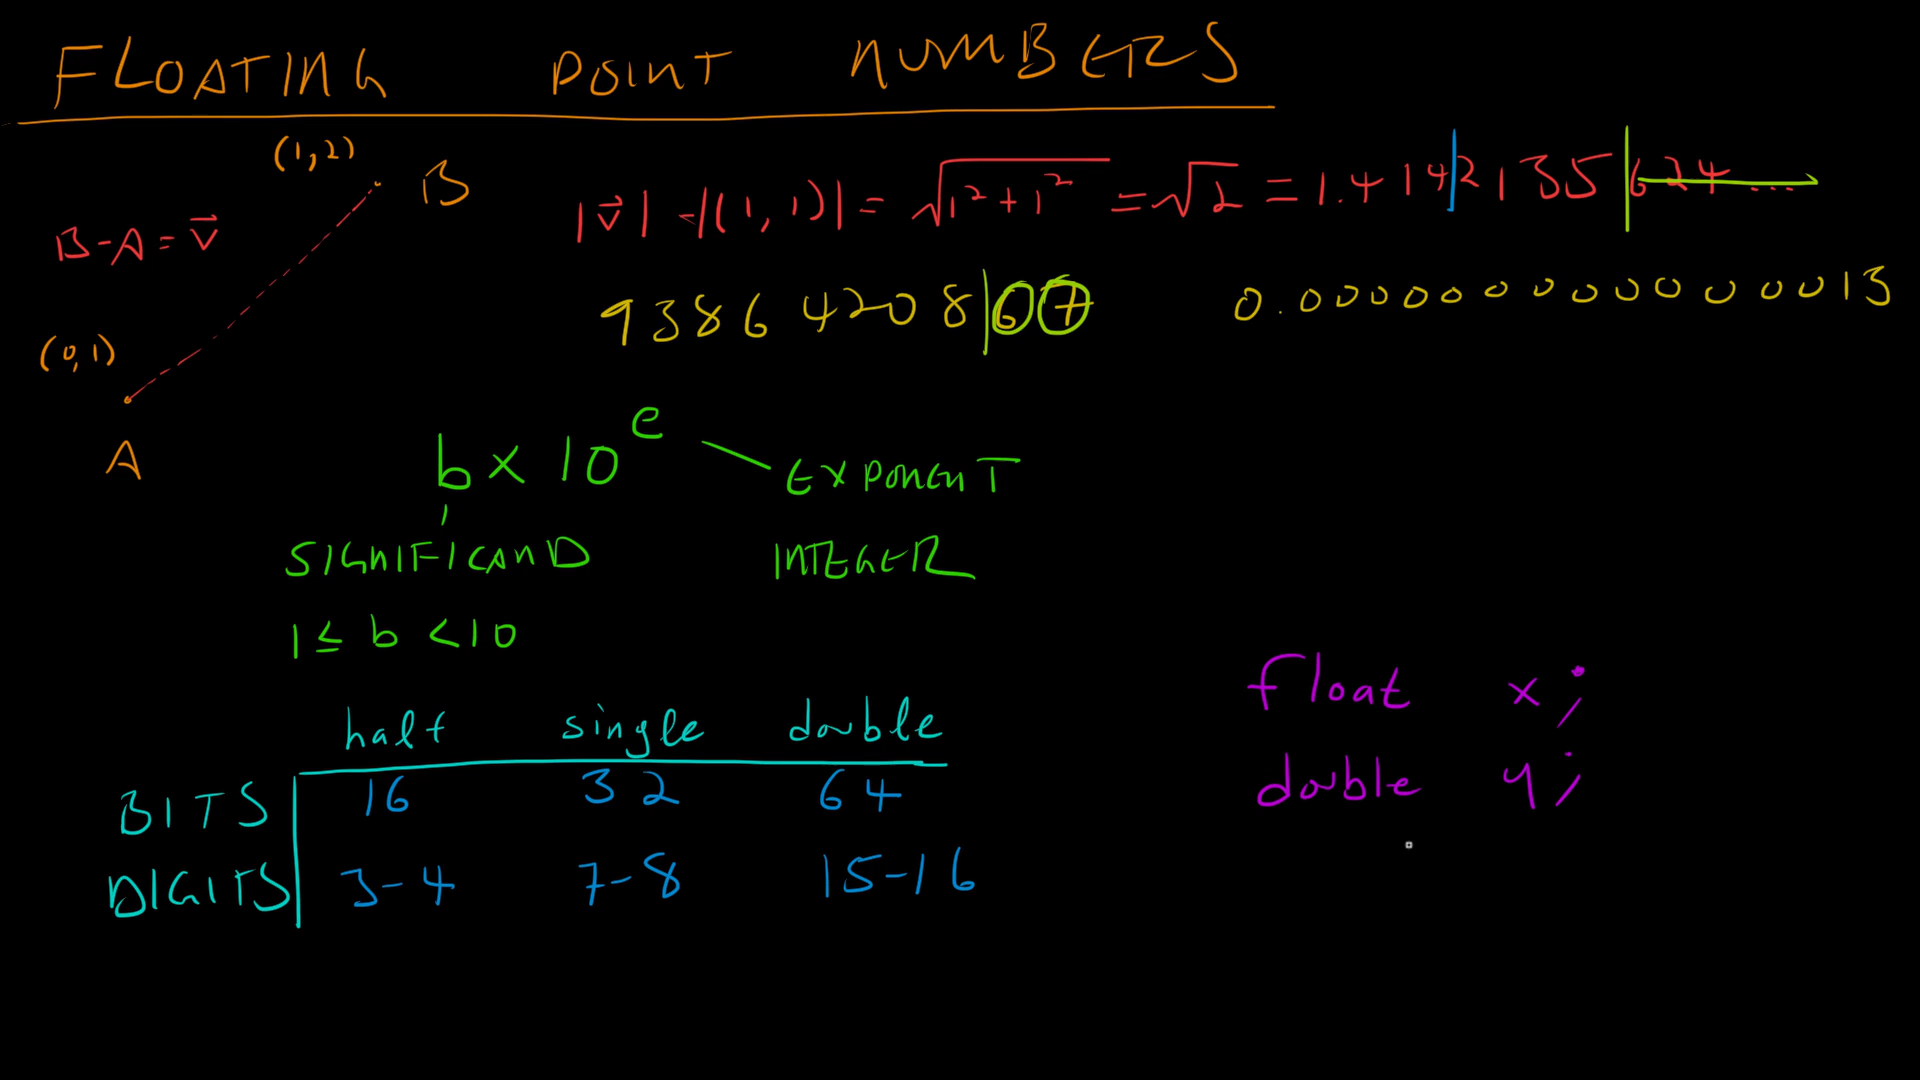 FLOATING POINT NUMBERS
(1,2)
B
B-A = v⃗
|v⃗| = |(1,1)| = √1²+1² = √2 = 1.4142135624...
9386420867
0.0000000000000013
(0,1)
A
b × 10^e
EXPONENT
SIGNIFICAND
INTEGER
1 ≤ b < 10
half single double
BITS 16 32 64
DIGITS 3-4 7-8 15-16
float x;
double y;